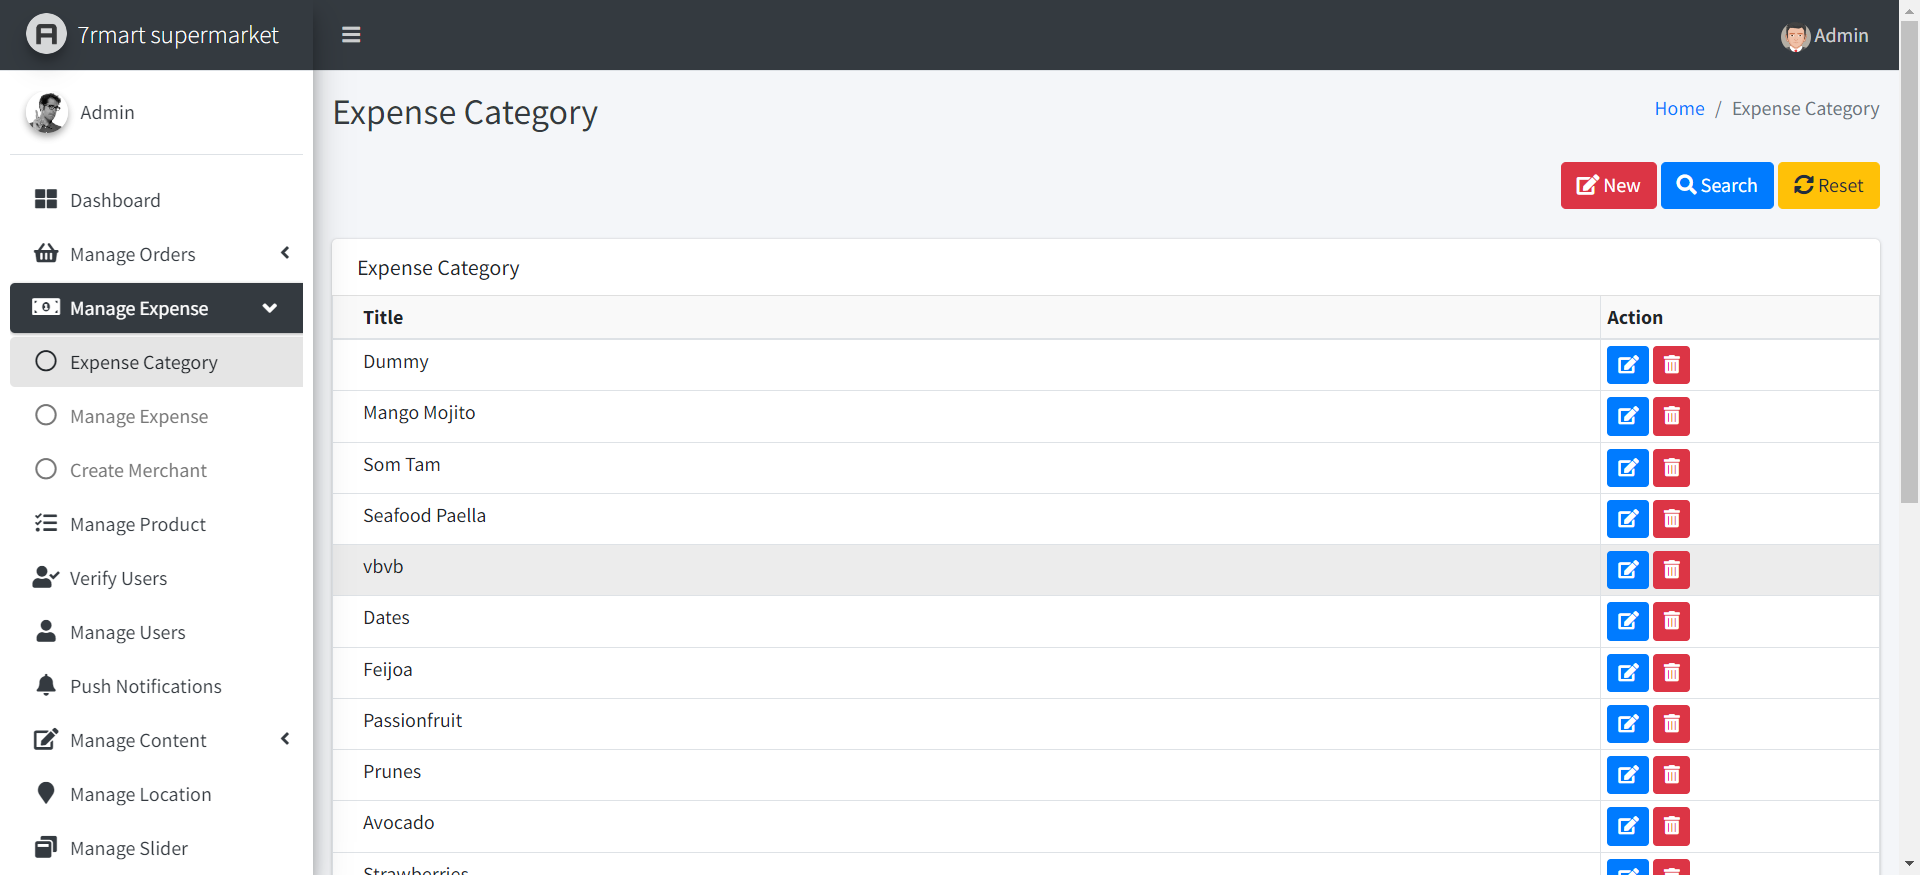 7rmart supermarket
Admin
Admin
Expense Category
Home / Expense Category
Dashboard
Manage Orders
Manage Expense
Expense Category
Manage Expense
Create Merchant
Manage Product
Verify Users
Manage Users
Push Notifications
Manage Content
Manage Location
Manage Slider
New
Search
Reset
Expense Category
Title Action
Dummy
Mango Mojito
Som Tam
Seafood Paella
vbvb
Dates
Feijoa
Passionfruit
Prunes
Avocado
Strawberries